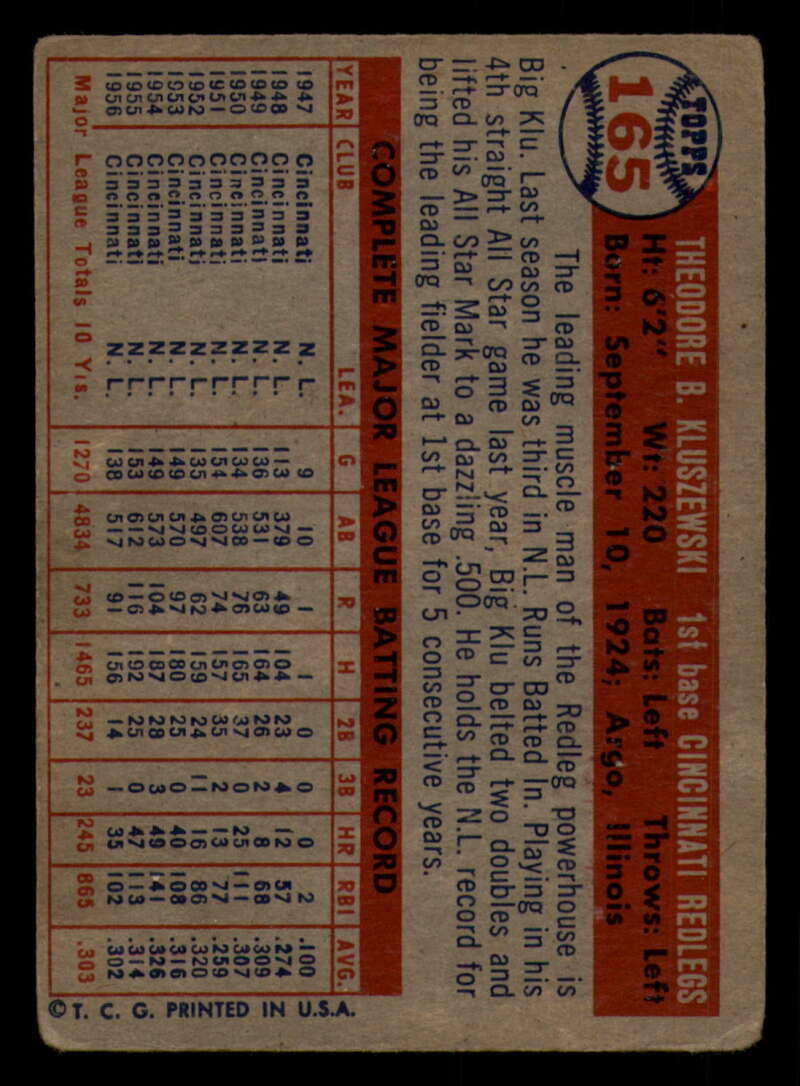 TOPPS
165
THEODORE B. KLUSZEWSKI 1st base CINCINNATI REDLEGS
Ht: 6'2" Wt: 220 Bats: Left Throws: Left
Born: September 10, 1924; Argo, Illinois
The leading muscle man of the Redleg powerhouse is
Big Klu. Last season he was third in N.L. Runs Batted In. Playing in his
4th straight All Star game last year, Big Klu belted two doubles and
lifted his All Star Mark to a dazzling .500. He holds the N.L. record for
being the leading fielder at 1st base for 5 consecutive years.
COMPLETE MAJOR LEAGUE BATTING RECORD
YEAR CLUB LEA. G AB R H 2B 3B HR RBI AVG.
1947 Cincinnati N. L. 9 10 1 1 0 0 0 2 .100
1948 Cincinnati N. L. 113 379 49 104 23 4 12 57 .274
1949 Cincinnati N. L. 136 531 63 164 26 2 8 68 .309
1950 Cincinnati N. L. 134 538 76 165 37 0 25 111 .307
1951 Cincinnati N. L. 154 607 74 157 35 2 13 77 .259
1952 Cincinnati N. L. 135 497 62 159 24 11 16 86 .320
1953 Cincinnati N. L. 149 570 97 180 25 0 40 108 .316
1954 Cincinnati N. L. 149 573 104 187 28 3 49 141 .326
1955 Cincinnati N. L. 153 612 116 192 25 0 47 113 .314
1956 Cincinnati N. L. 138 517 91 156 14 1 35 102 .302
Major League Totals 10 Yrs. 1270 4834 733 1465 237 23 245 865 .303
© T. C. G. PRINTED IN U.S.A.